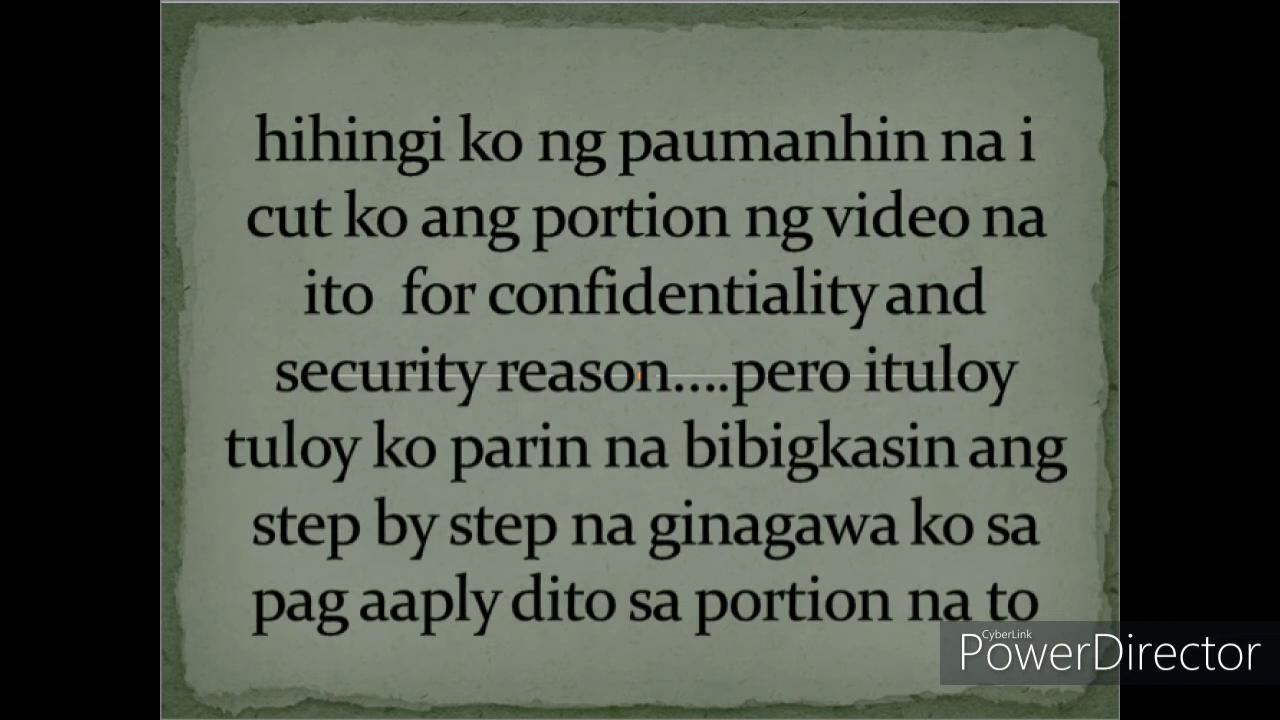 hihingi ko ng paumanhin na i
cut ko ang portion ng video na
ito for confidentiality and
security reason....pero ituloy
tuloy ko parin na bibigkasin ang
step by step na ginagawa ko sa
pag aaply dito sa portion na to
CyberLink
PowerDirector